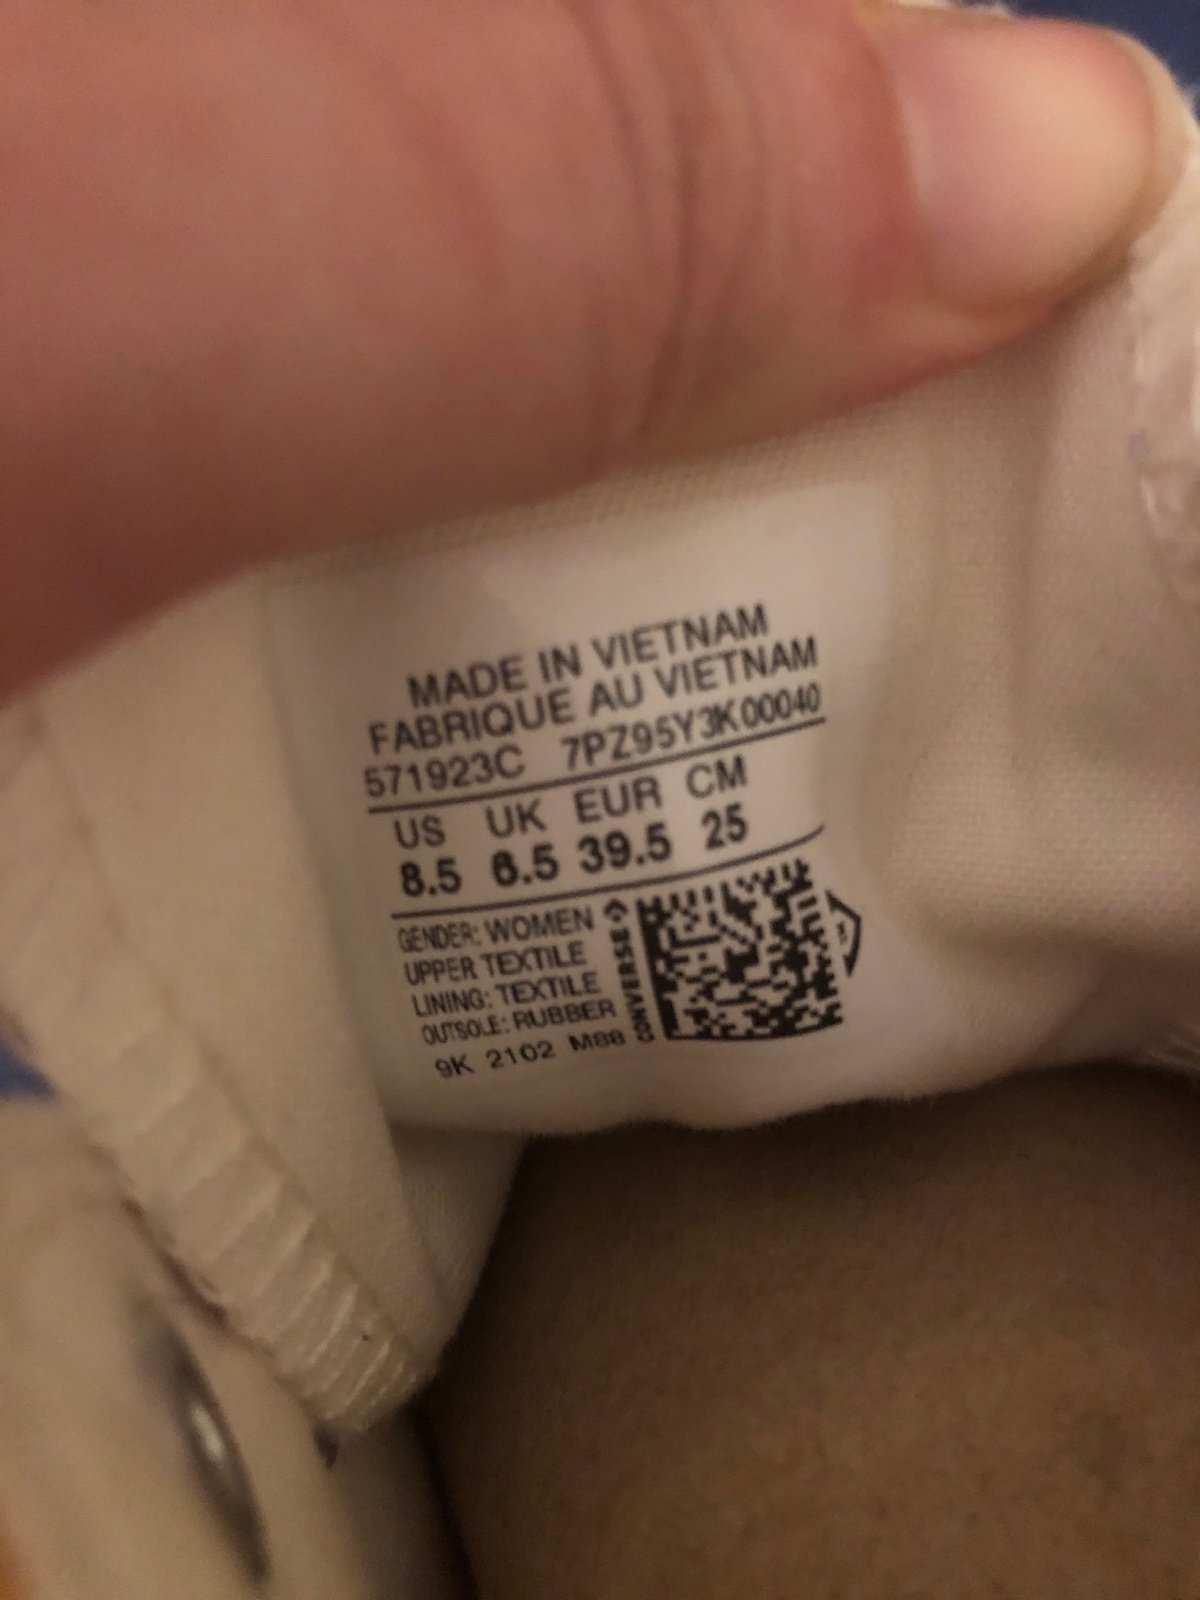 MADE IN VIETNAM
FABRIQUE AU VIETNAM
571923C 7PZ95Y3K00040
US UK EUR CM
8.5 6.5 39.5 25
GENDER: WOMEN
UPPER TEXTILE
LINING: TEXTILE
OUTSOLE: RUBBER
9K 2102 M88
CONVERSE